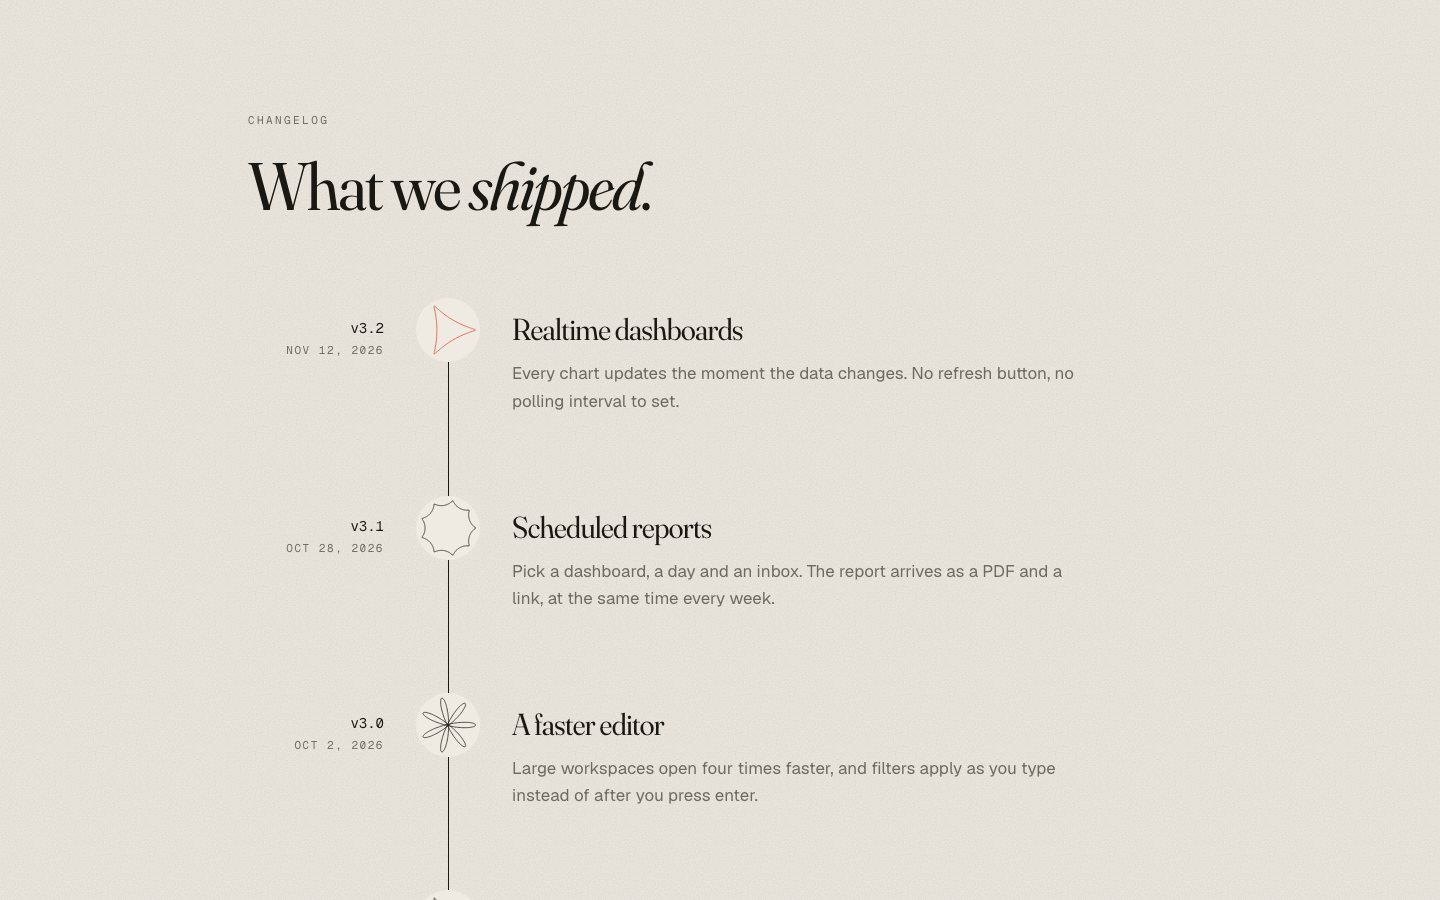 CHANGELOG
What we shipped.
v3.2
NOV 12, 2026
Realtime dashboards
Every chart updates the moment the data changes. No refresh button, no
polling interval to set.
v3.1
OCT 28, 2026
Scheduled reports
Pick a dashboard, a day and an inbox. The report arrives as a PDF and a
link, at the same time every week.
v3.0
OCT 2, 2026
A faster editor
Large workspaces open four times faster, and filters apply as you type
instead of after you press enter.